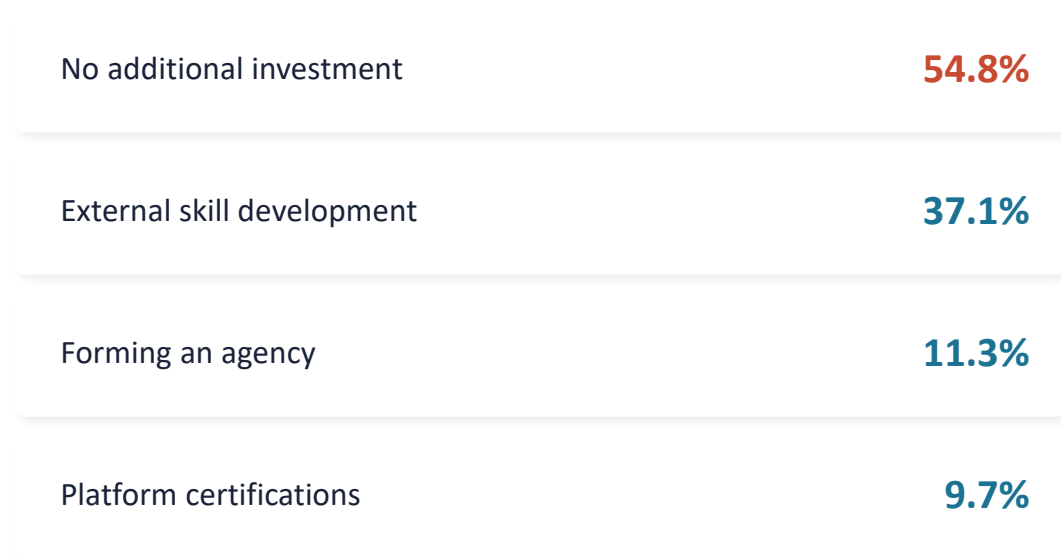 No additional investment 54.8%
External skill development 37.1%
Forming an agency 11.3%
Platform certifications 9.7%